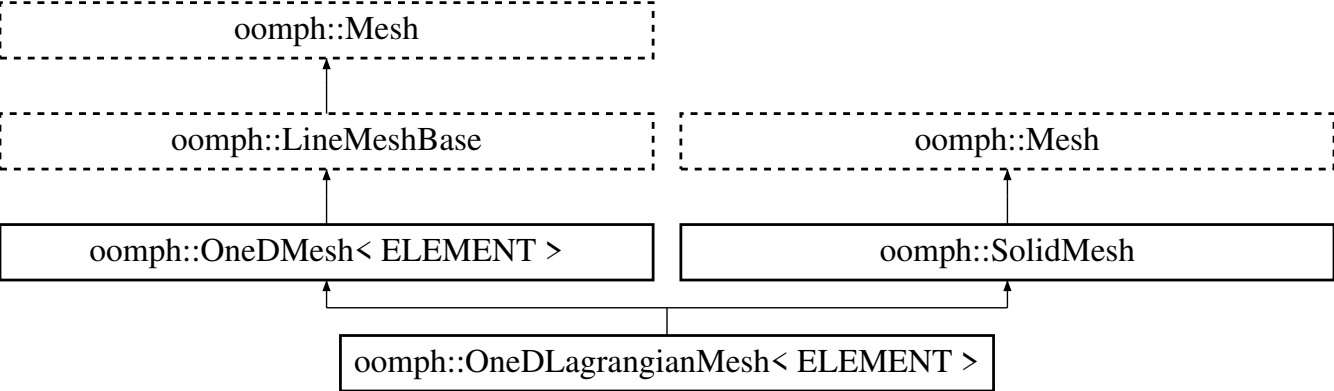 oomph::Mesh
oomph::LineMeshBase
oomph::Mesh
oomph::OneDMesh< ELEMENT >
oomph::SolidMesh
oomph::OneDLagrangianMesh< ELEMENT >